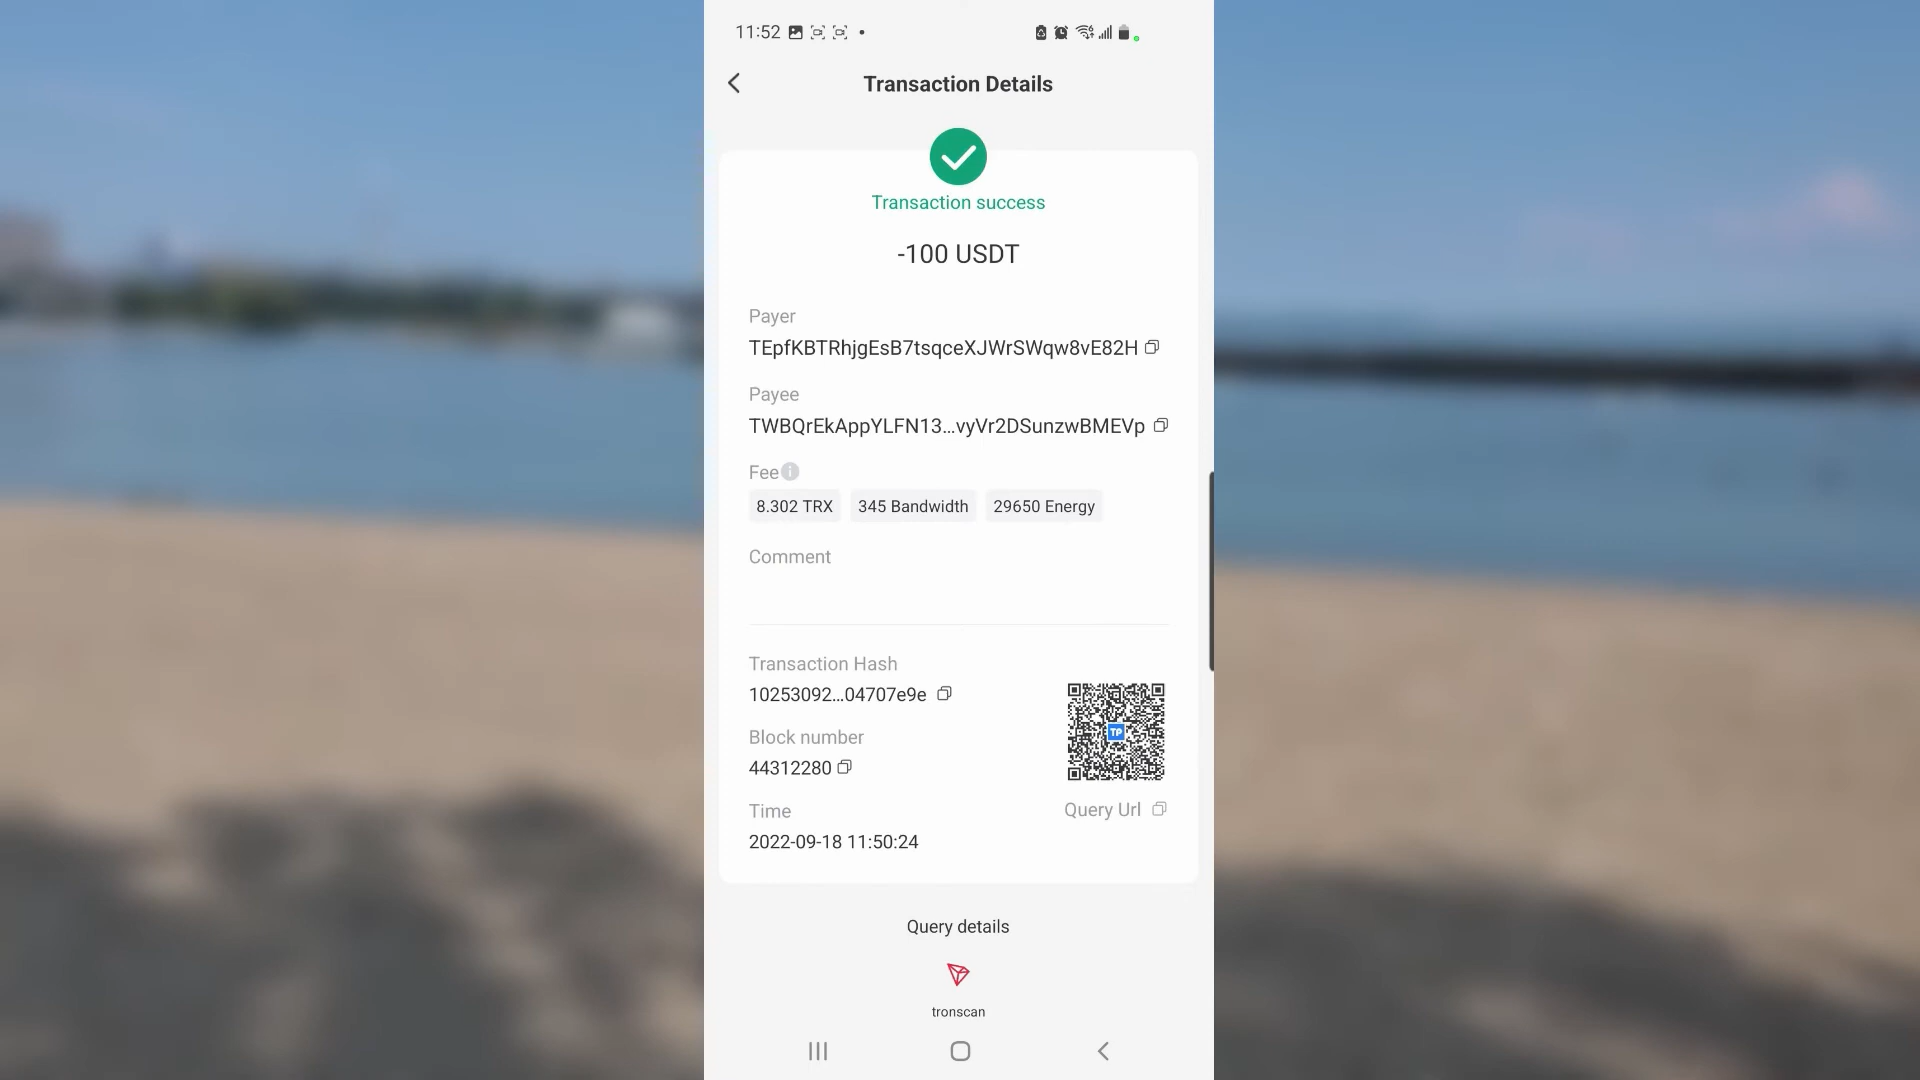 11:52
Transaction Details
Transaction success
-100 USDT
Payer
TEpfKBTRhjgEsB7tsqceXJWrSWqw8vE82H
Payee
TWBQrEkAppYLFN13...vyVr2DSunzwBMEVp
Fee
8.302 TRX 345 Bandwidth 29650 Energy
Comment
Transaction Hash
10253092...04707e9e
Block number
44312280
TP
Time
Query Url
2022-09-18 11:50:24
Query details
tronscan